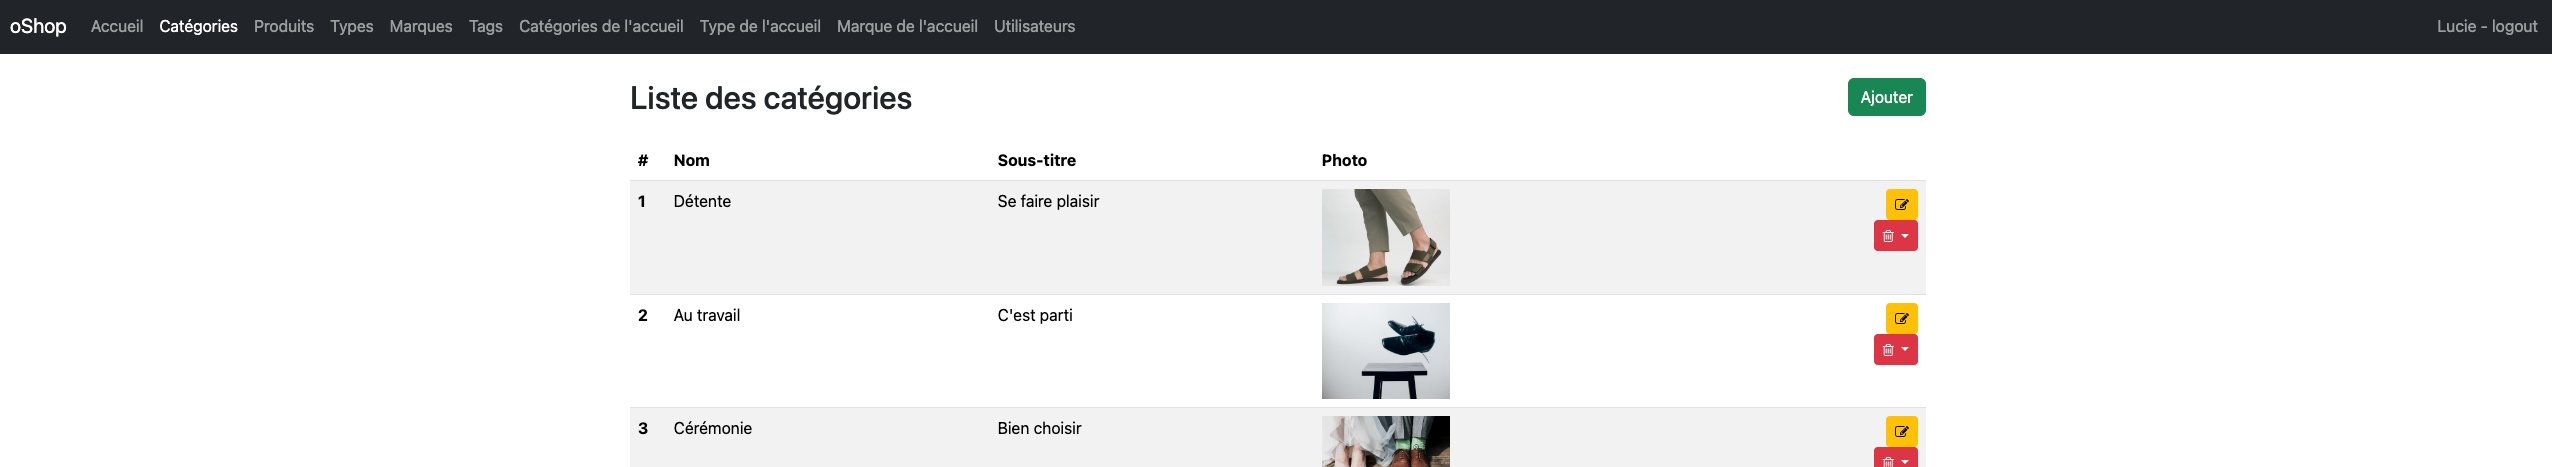 oShop Accueil Catégories Produits Types Marques Tags Catégories de l'accueil Type de l'accueil Marque de l'accueil Utilisateurs Lucie - logout
Liste des catégories Ajouter
# Nom Sous-titre Photo
1 Détente Se faire plaisir
2 Au travail C'est parti
3 Cérémonie Bien choisir